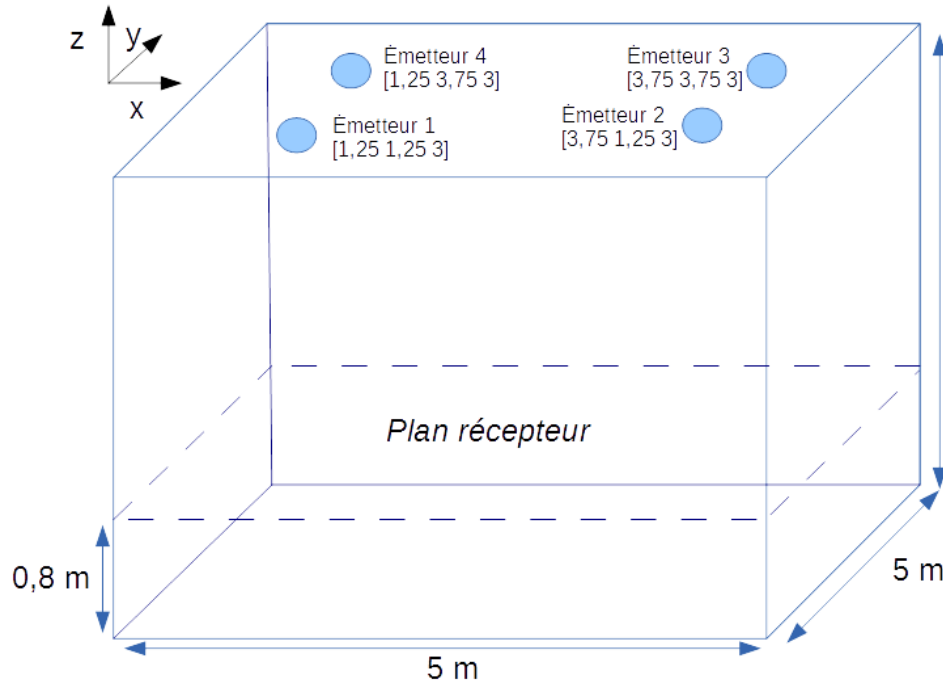 z
y
x
Émetteur 4
[1,25 3,75 3]
Émetteur 3
[3,75 3,75 3]
Émetteur 1
[1,25 1,25 3]
Émetteur 2
[3,75 1,25 3]
Plan récepteur
0,8 m
5 m
5 m